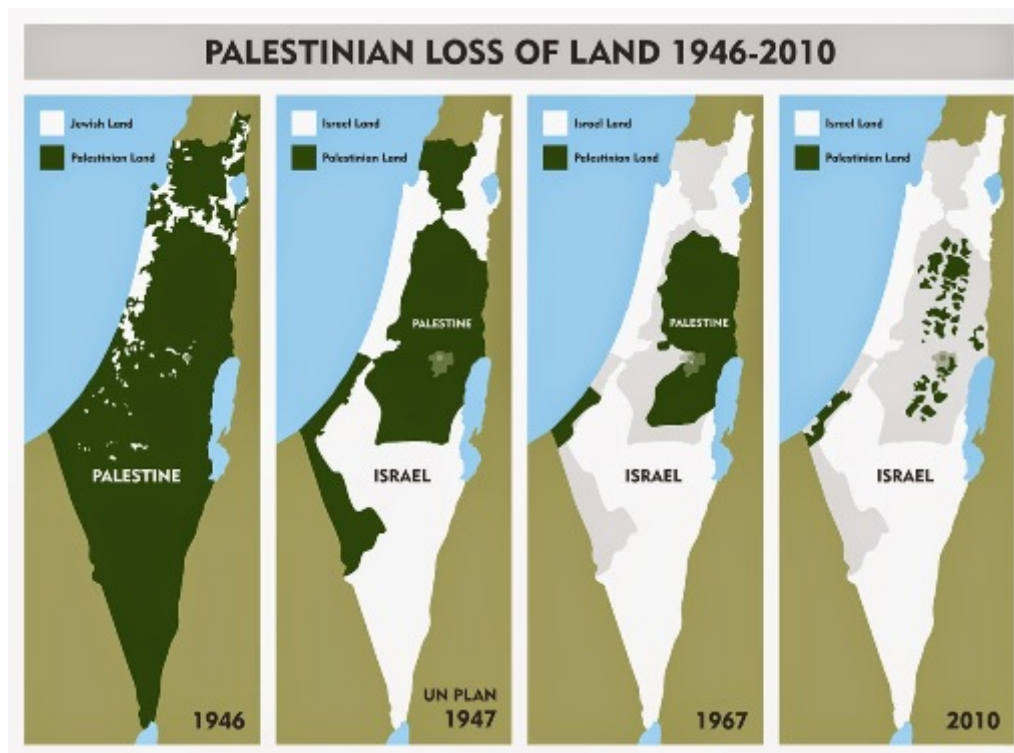 PALESTINIAN LOSS OF LAND 1946-2010
Jewish Land
Palestinian Land
PALESTINE
1946
Israel Land
Palestinian Land
PALESTINE
ISRAEL
UN PLAN
1947
Israel Land
Palestinian Land
PALESTINE
ISRAEL
1967
Israel Land
Palestinian Land
ISRAEL
2010